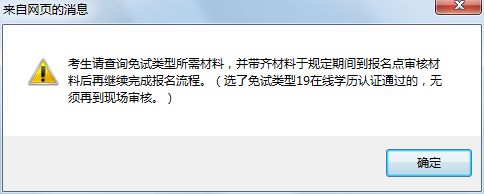 来自网页的消息
考生请查询免试类型所需材料，并带齐材料于规定期间到报名点审核材
料后再继续完成报名流程。（选了免试类型19在线学历认证通过的，无
须再到现场审核。）
确定